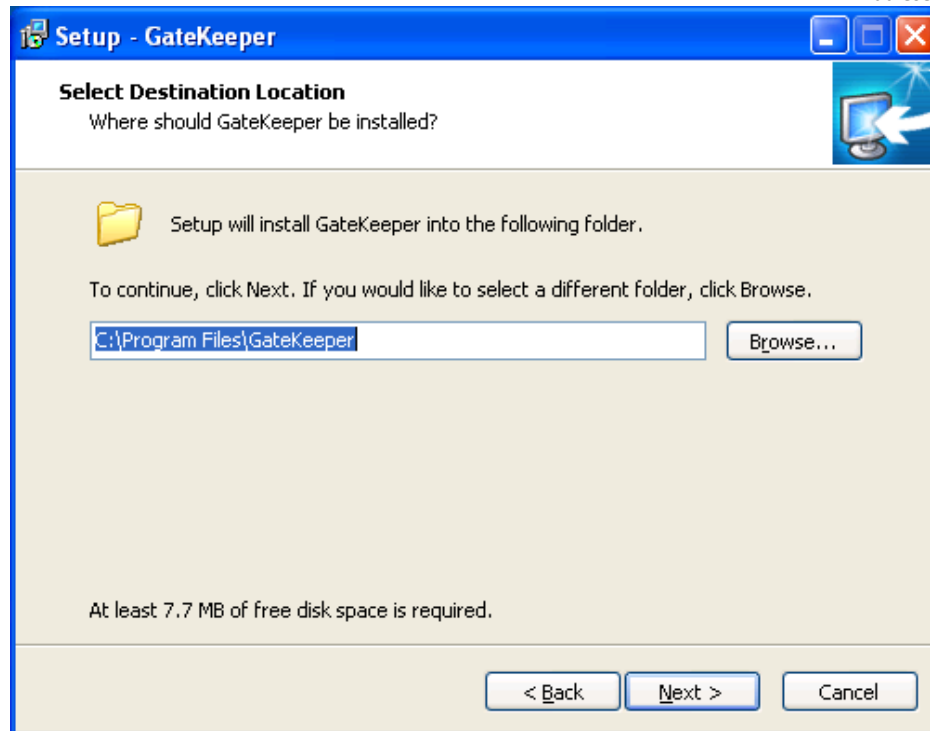 Setup - GateKeeper
Select Destination Location
Where should GateKeeper be installed?
Setup will install GateKeeper into the following folder.
To continue, click Next. If you would like to select a different folder, click Browse.
C:\Program Files\GateKeeper
Browse...
At least 7.7 MB of free disk space is required.
< Back
Next >
Cancel